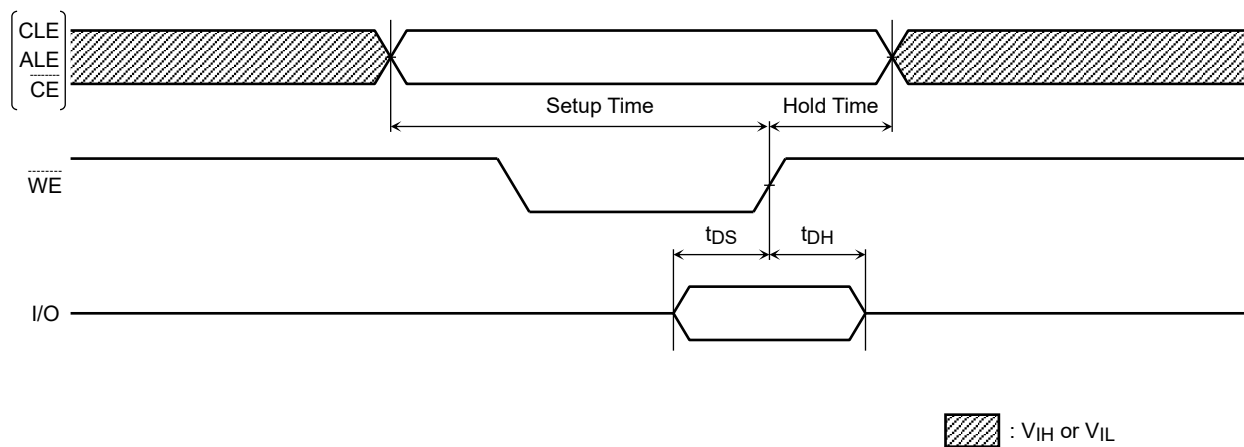 CLE
ALE
CE
Setup Time
Hold Time
WE
tDS
tDH
I/O
: VIH or VIL